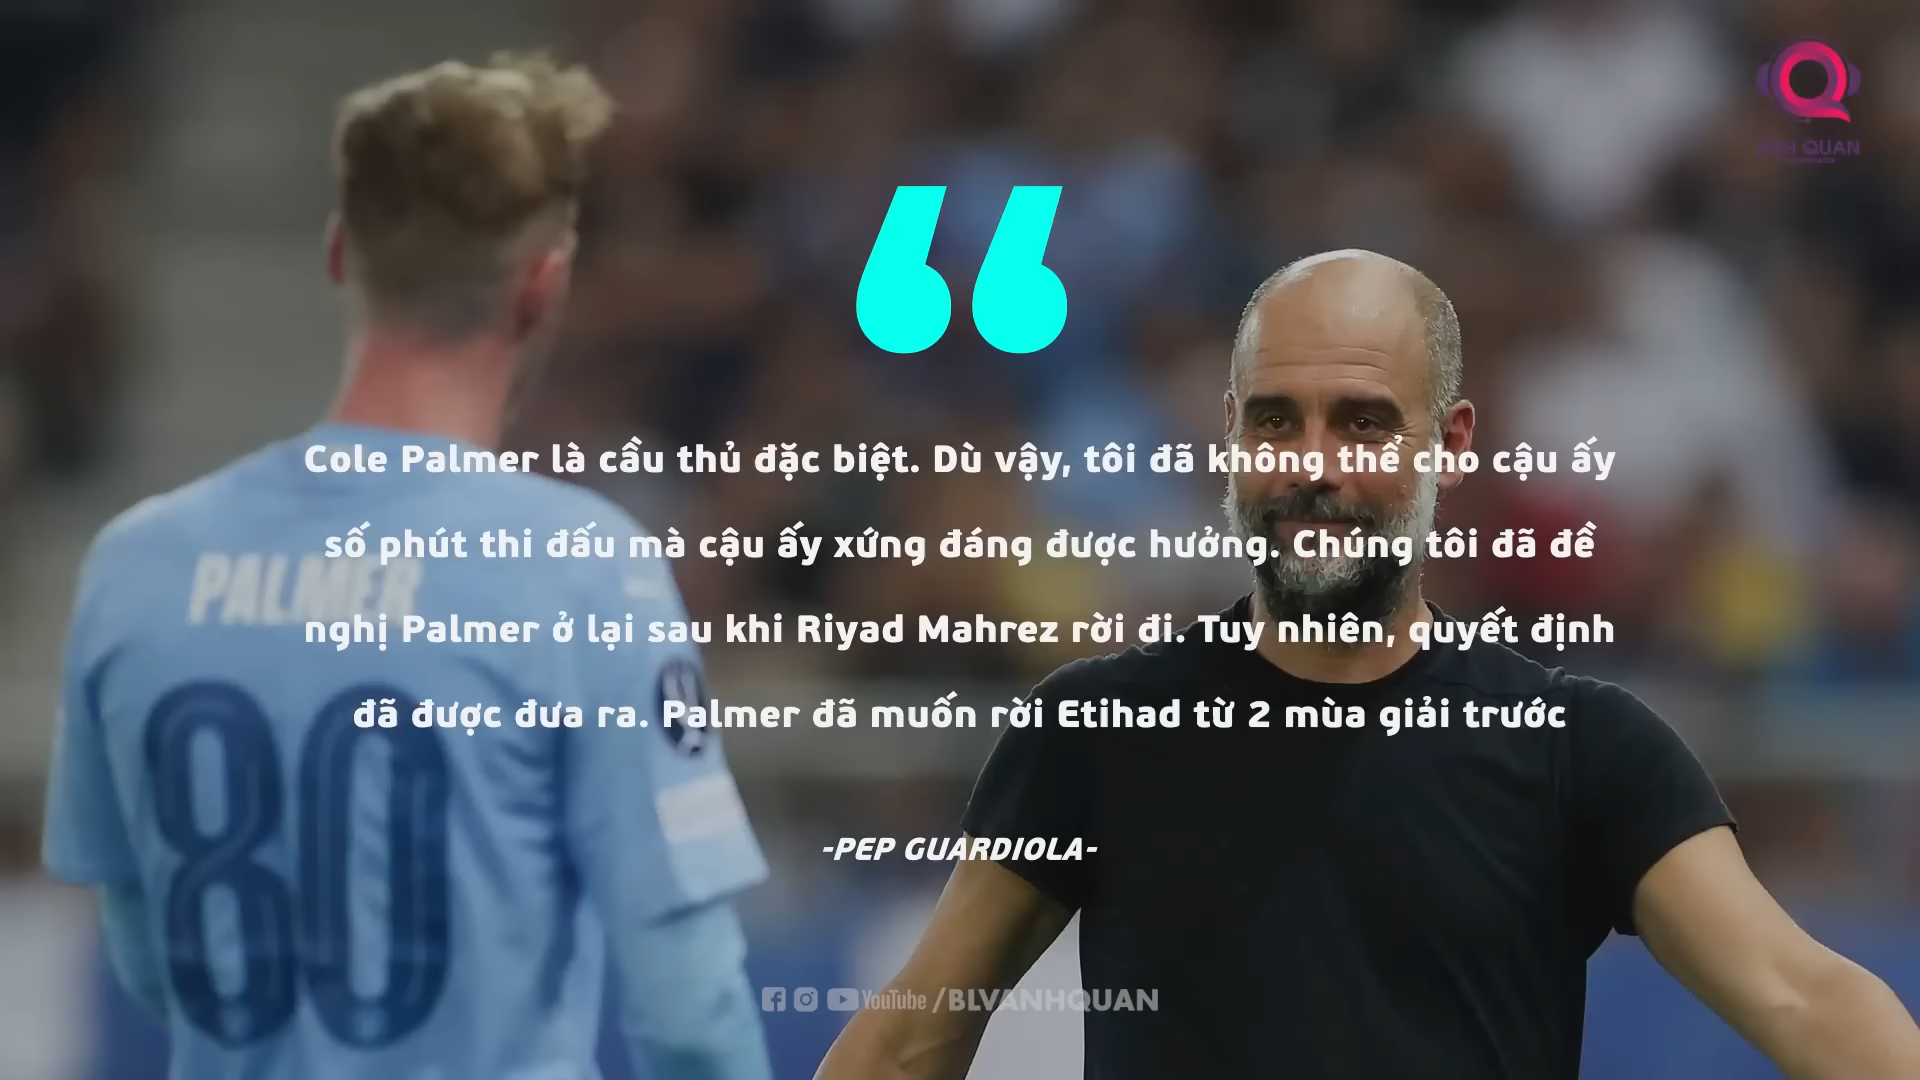 ANH QUAN
Cole Palmer là cầu thủ đặc biệt. Dù vậy, tôi đã không thể cho cậu ấy
số phút thi đấu mà cậu ấy xứng đáng được hưởng. Chúng tôi đã đề
nghị Palmer ở lại sau khi Riyad Mahrez rời đi. Tuy nhiên, quyết định
đã được đưa ra. Palmer đã muốn rời Etihad từ 2 mùa giải trước
-PEP GUARDIOLA-
PALMER
80
YouTube /BLVANHQUAN